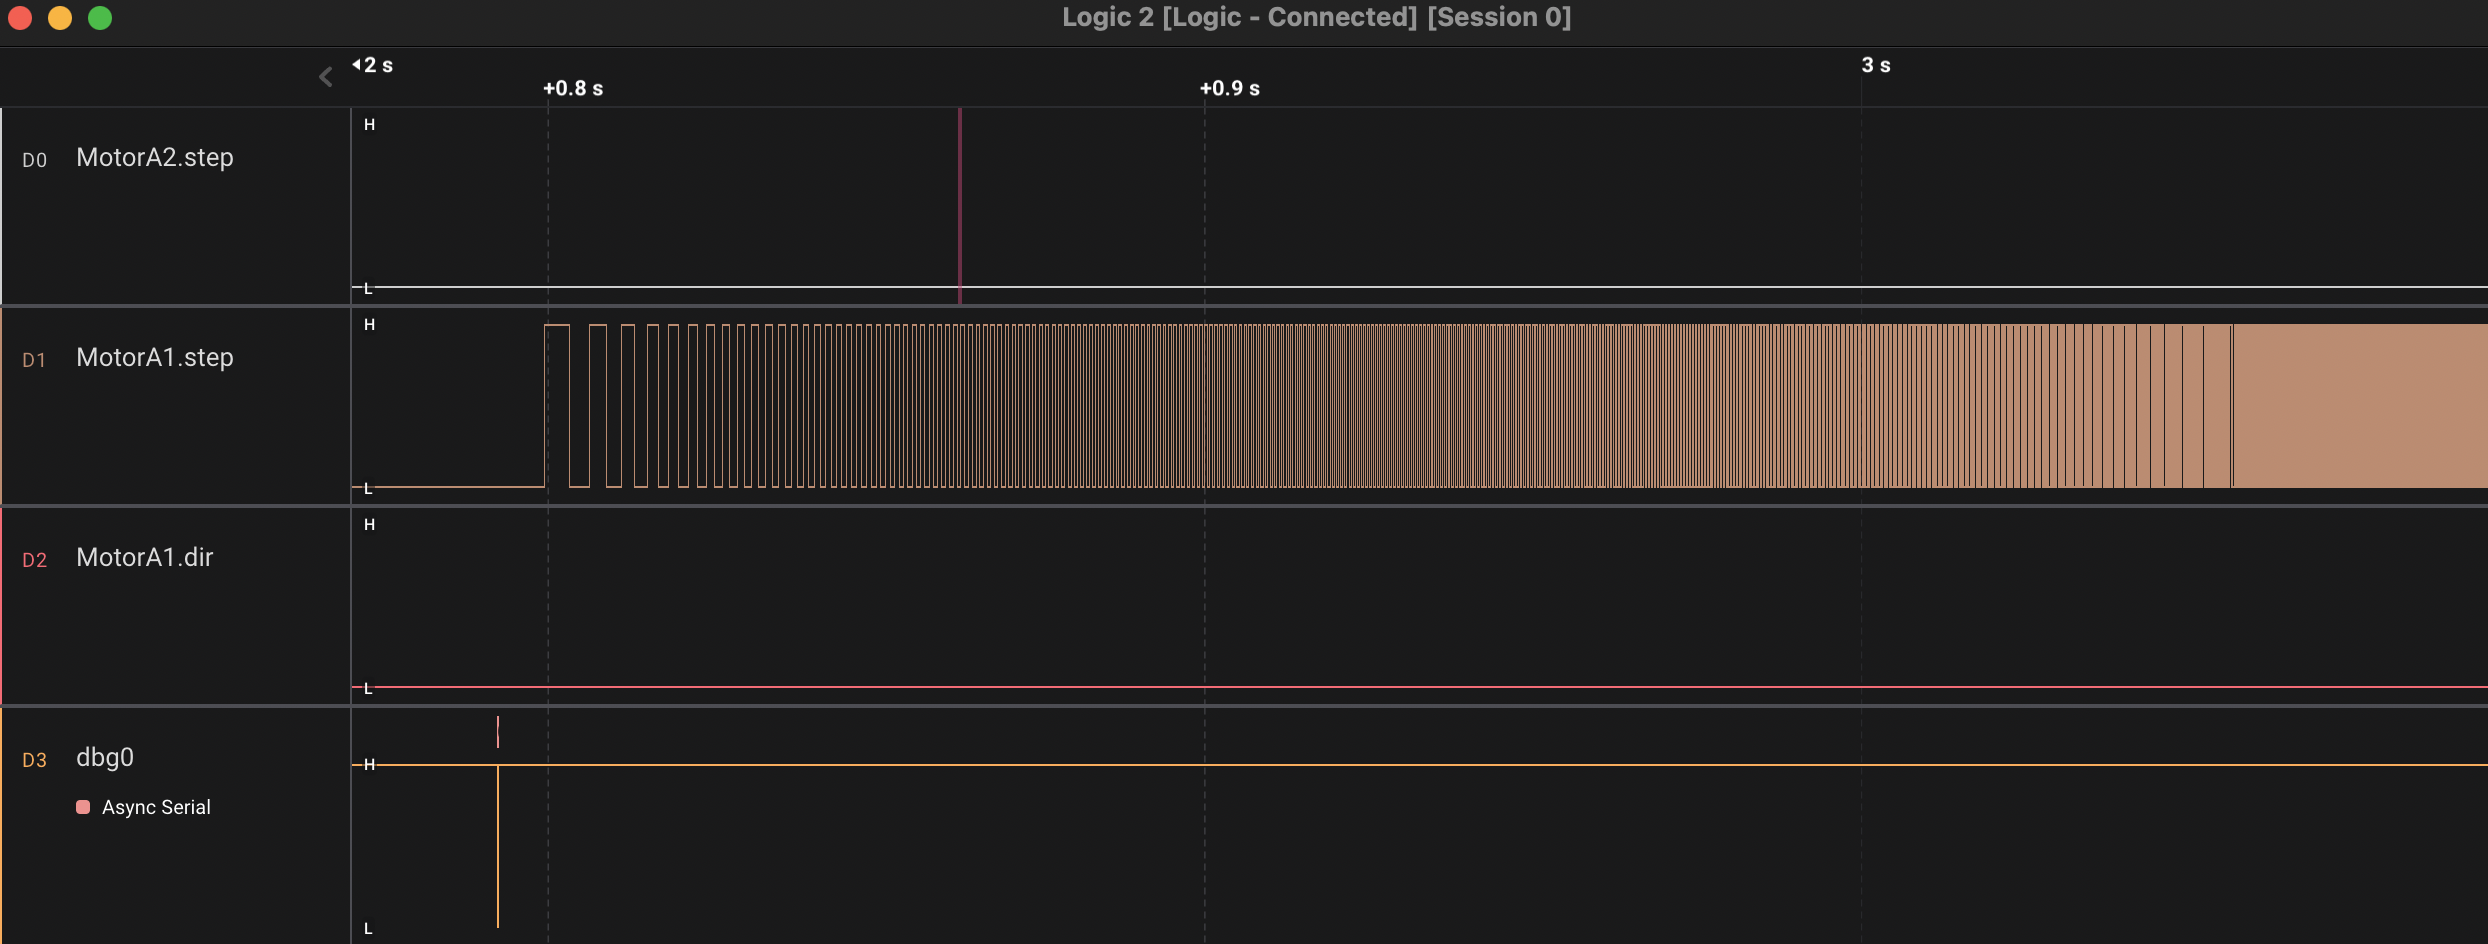 Logic 2 [Logic - Connected] [Session 0]
2 s
3 s
+0.8 s
+0.9 s
H
D0 MotorA2.step
L
H
D1 MotorA1.step
L
H
D2 MotorA1.dir
L
D3 dbg0
H
Async Serial
L